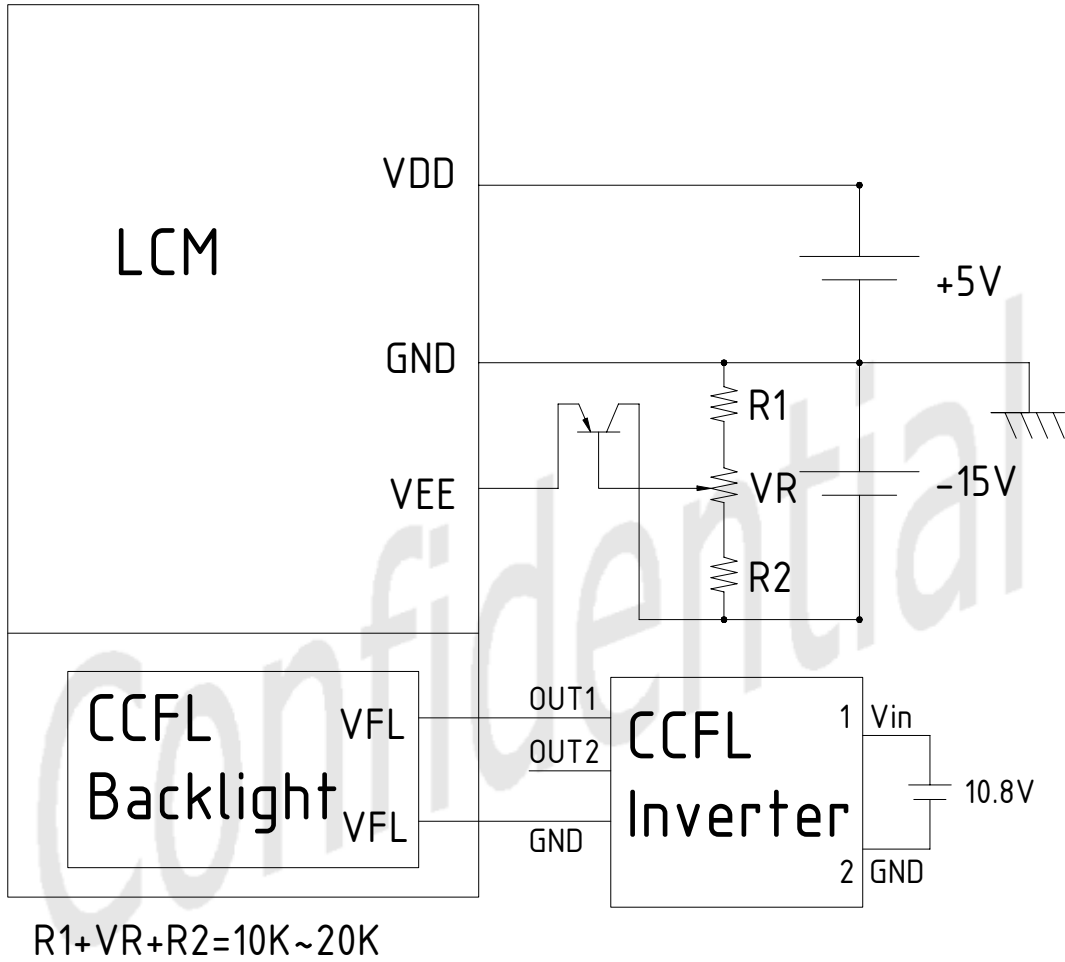 VDD
LCM
+5V
GND
R1
VEE
VR
-15V
R2
Confidential
CCFL
Backlight
VFL
VFL
OUT1
OUT2
GND
CCFL
Inverter
1 Vin
10.8V
2 GND
R1+VR+R2=10K~20K